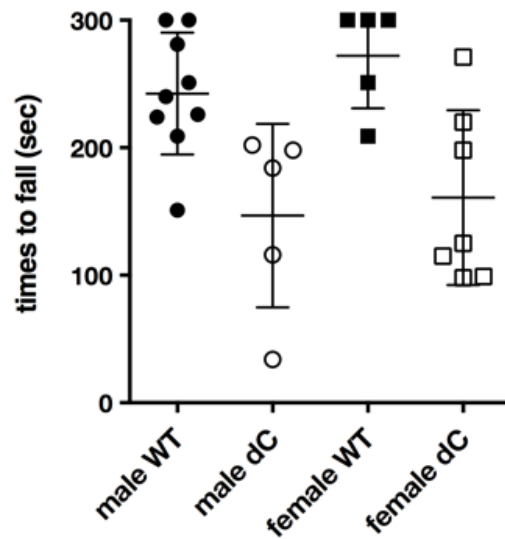 times to fall (sec)
300
200
100
0
male WT
male dC
female WT
female dC